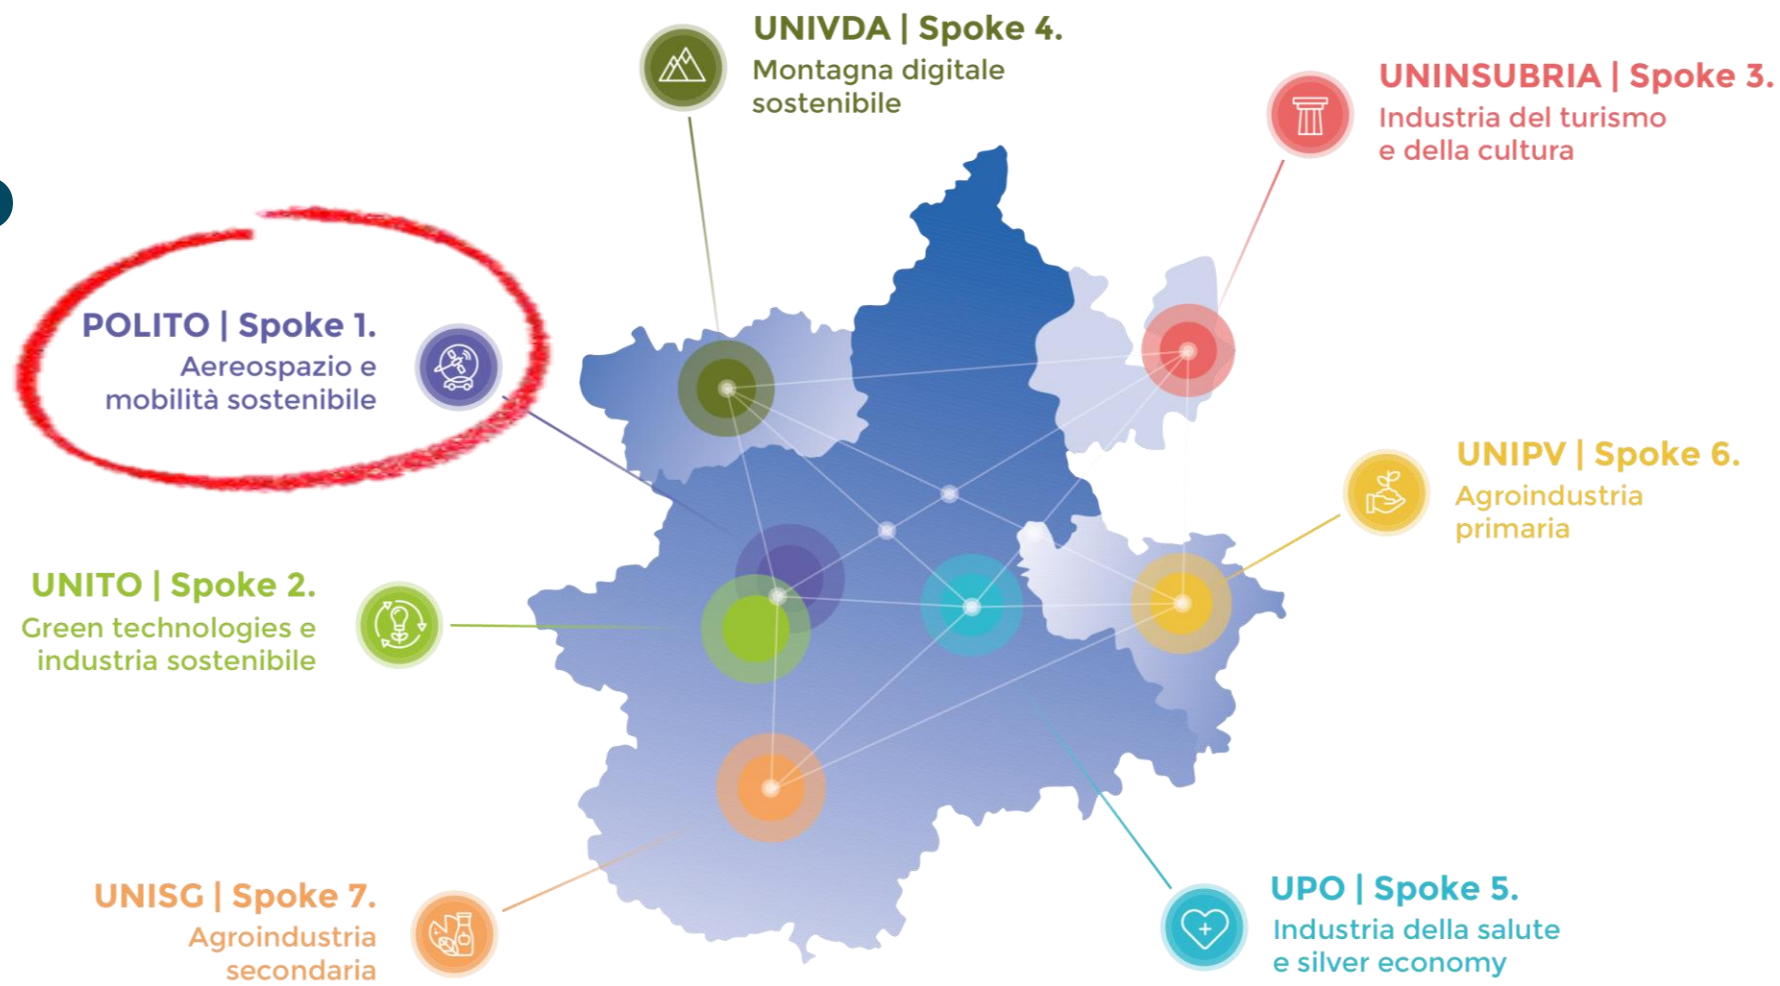 UNIVDA | Spoke 4.
Montagna digitale
sostenibile
UNINSUBRIA | Spoke 3.
Industria del turismo
e della cultura
POLITO | Spoke 1.
Aereospazio e
mobilità sostenibile
UNIPV | Spoke 6.
Agroindustria
primaria
UNITO | Spoke 2.
Green technologies e
industria sostenibile
UNISG | Spoke 7.
Agroindustria
secondaria
UPO | Spoke 5.
Industria della salute
e silver economy